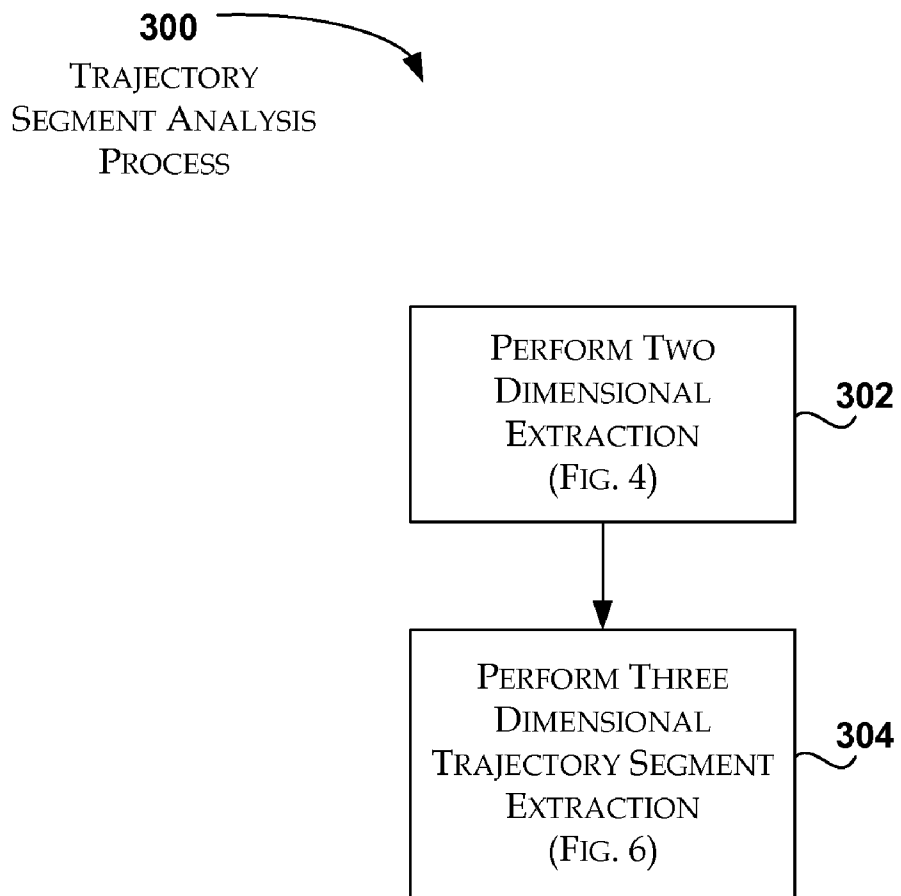 300
TRAJECTORY
SEGMENT ANALYSIS
PROCESS
PERFORM TWO
DIMENSIONAL
EXTRACTION
(FIG. 4)
302
PERFORM THREE
DIMENSIONAL
TRAJECTORY SEGMENT
EXTRACTION
(FIG. 6)
304